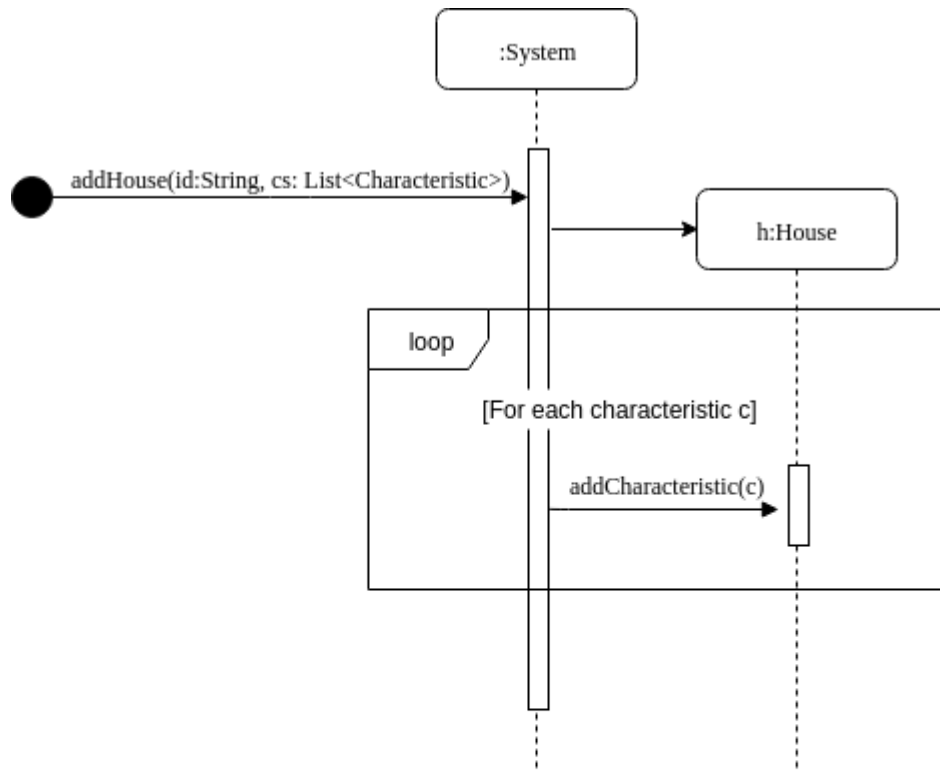 :System
addHouse(id:String, cs: List<Characteristic>)
h:House
loop
[For each characteristic c]
addCharacteristic(c)